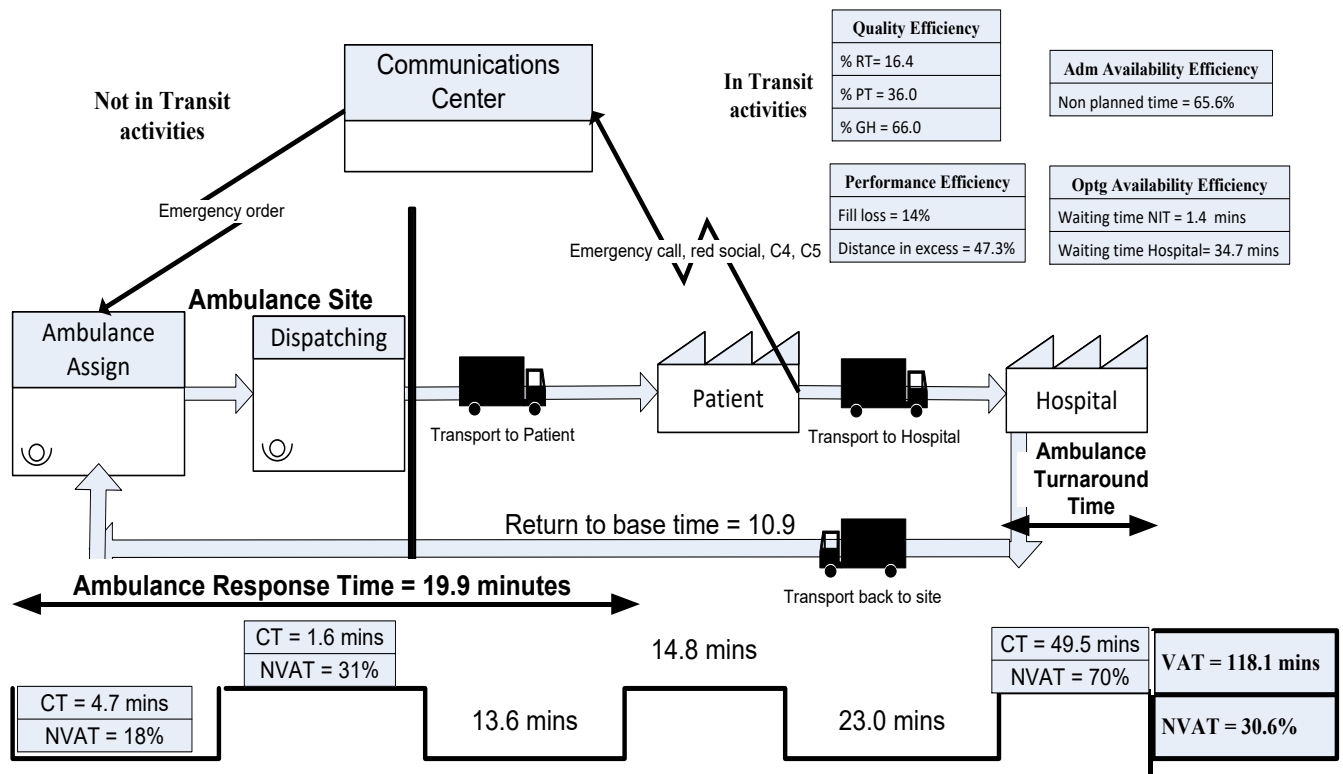 Quality Efficiency
% RT= 16.4
% PT = 36.0
% GH = 66.0
Adm Availability Efficiency
Non planned time = 65.6%
Communications
Center
Not in Transit
activities
In Transit
activities
Performance Efficiency
Fill loss = 14%
Distance in excess = 47.3%
Optg Availability Efficiency
Waiting time NIT = 1.4 mins
Waiting time Hospital= 34.7 mins
Emergency order
Emergency call, red social, C4, C5
Ambulance Site
Ambulance
Assign
Dispatching
Transport to Patient
Patient
Transport to Hospital
Hospital
Ambulance
Turnaround
Time
Return to base time = 10.9
Transport back to site
Ambulance Response Time = 19.9 minutes
CT = 4.7 mins
NVAT = 18%
CT = 1.6 mins
NVAT = 31%
13.6 mins
14.8 mins
23.0 mins
CT = 49.5 mins
NVAT = 70%
VAT = 118.1 mins
NVAT = 30.6%